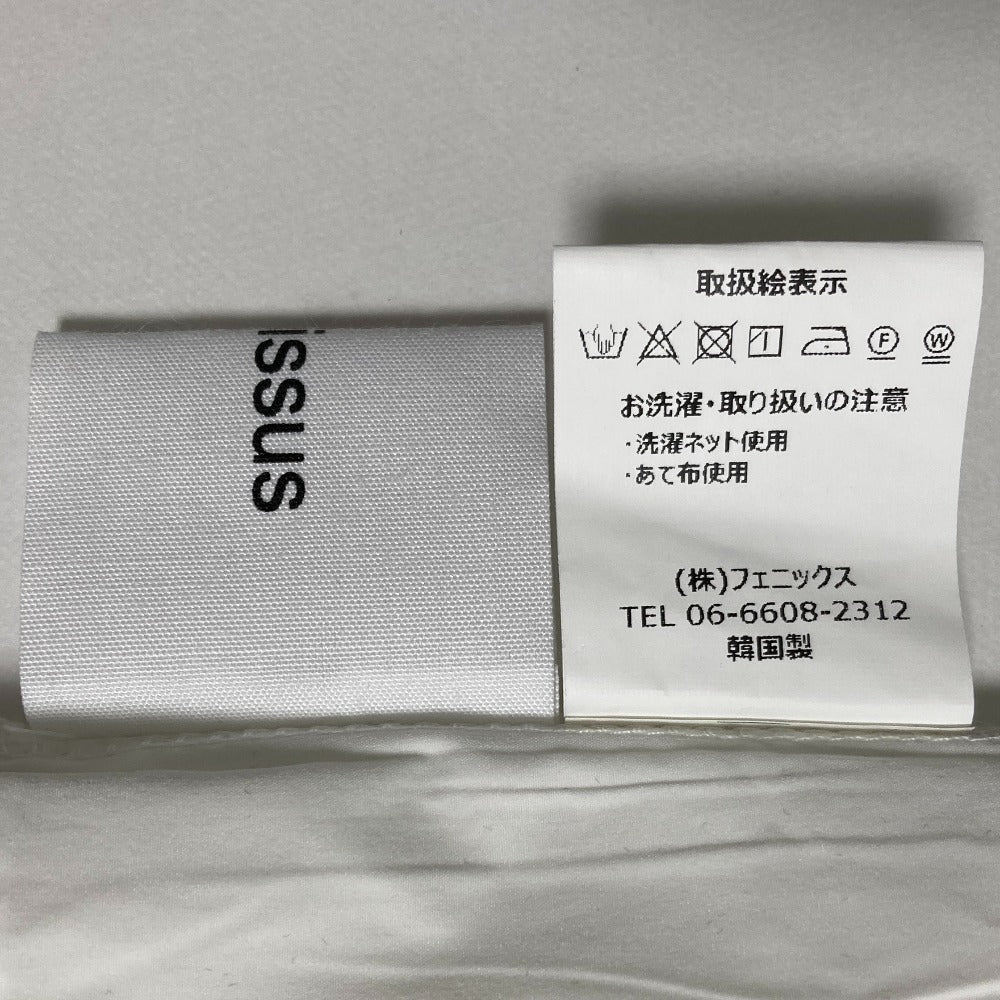 issus
取扱絵表示
F W
お洗濯・取り扱いの注意
・洗濯ネット使用
・あて布使用
(株)フェニックス
TEL 06-6608-2312
韓国製